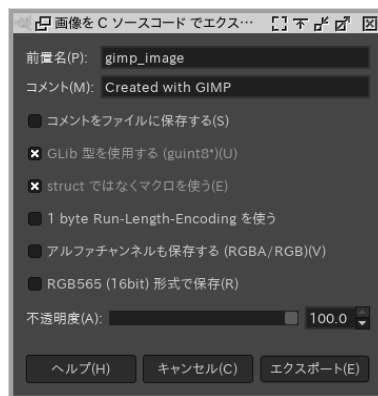 画像を C ソースコード でエクス…
前置名(P): gimp_image
コメント(M): Created with GIMP
コメントをファイルに保存する(S)
GLib 型を使用する (guint8*)(U)
struct ではなくマクロを使う(E)
1 byte Run-Length-Encoding を使う
アルファチャンネルも保存する (RGBA/RGB)(V)
RGB565 (16bit) 形式で保存(R)
不透明度(A): 100.0
ヘルプ(H) キャンセル(C) エクスポート(E)